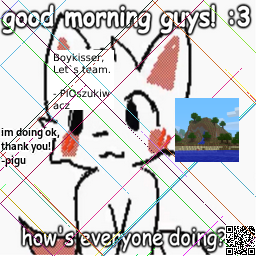 good morning guys! :3
Boykisser,
Let`s team.
- PlOszukiw
acz
im doing ok,
thank you!
-pigu
how's everyone doing?